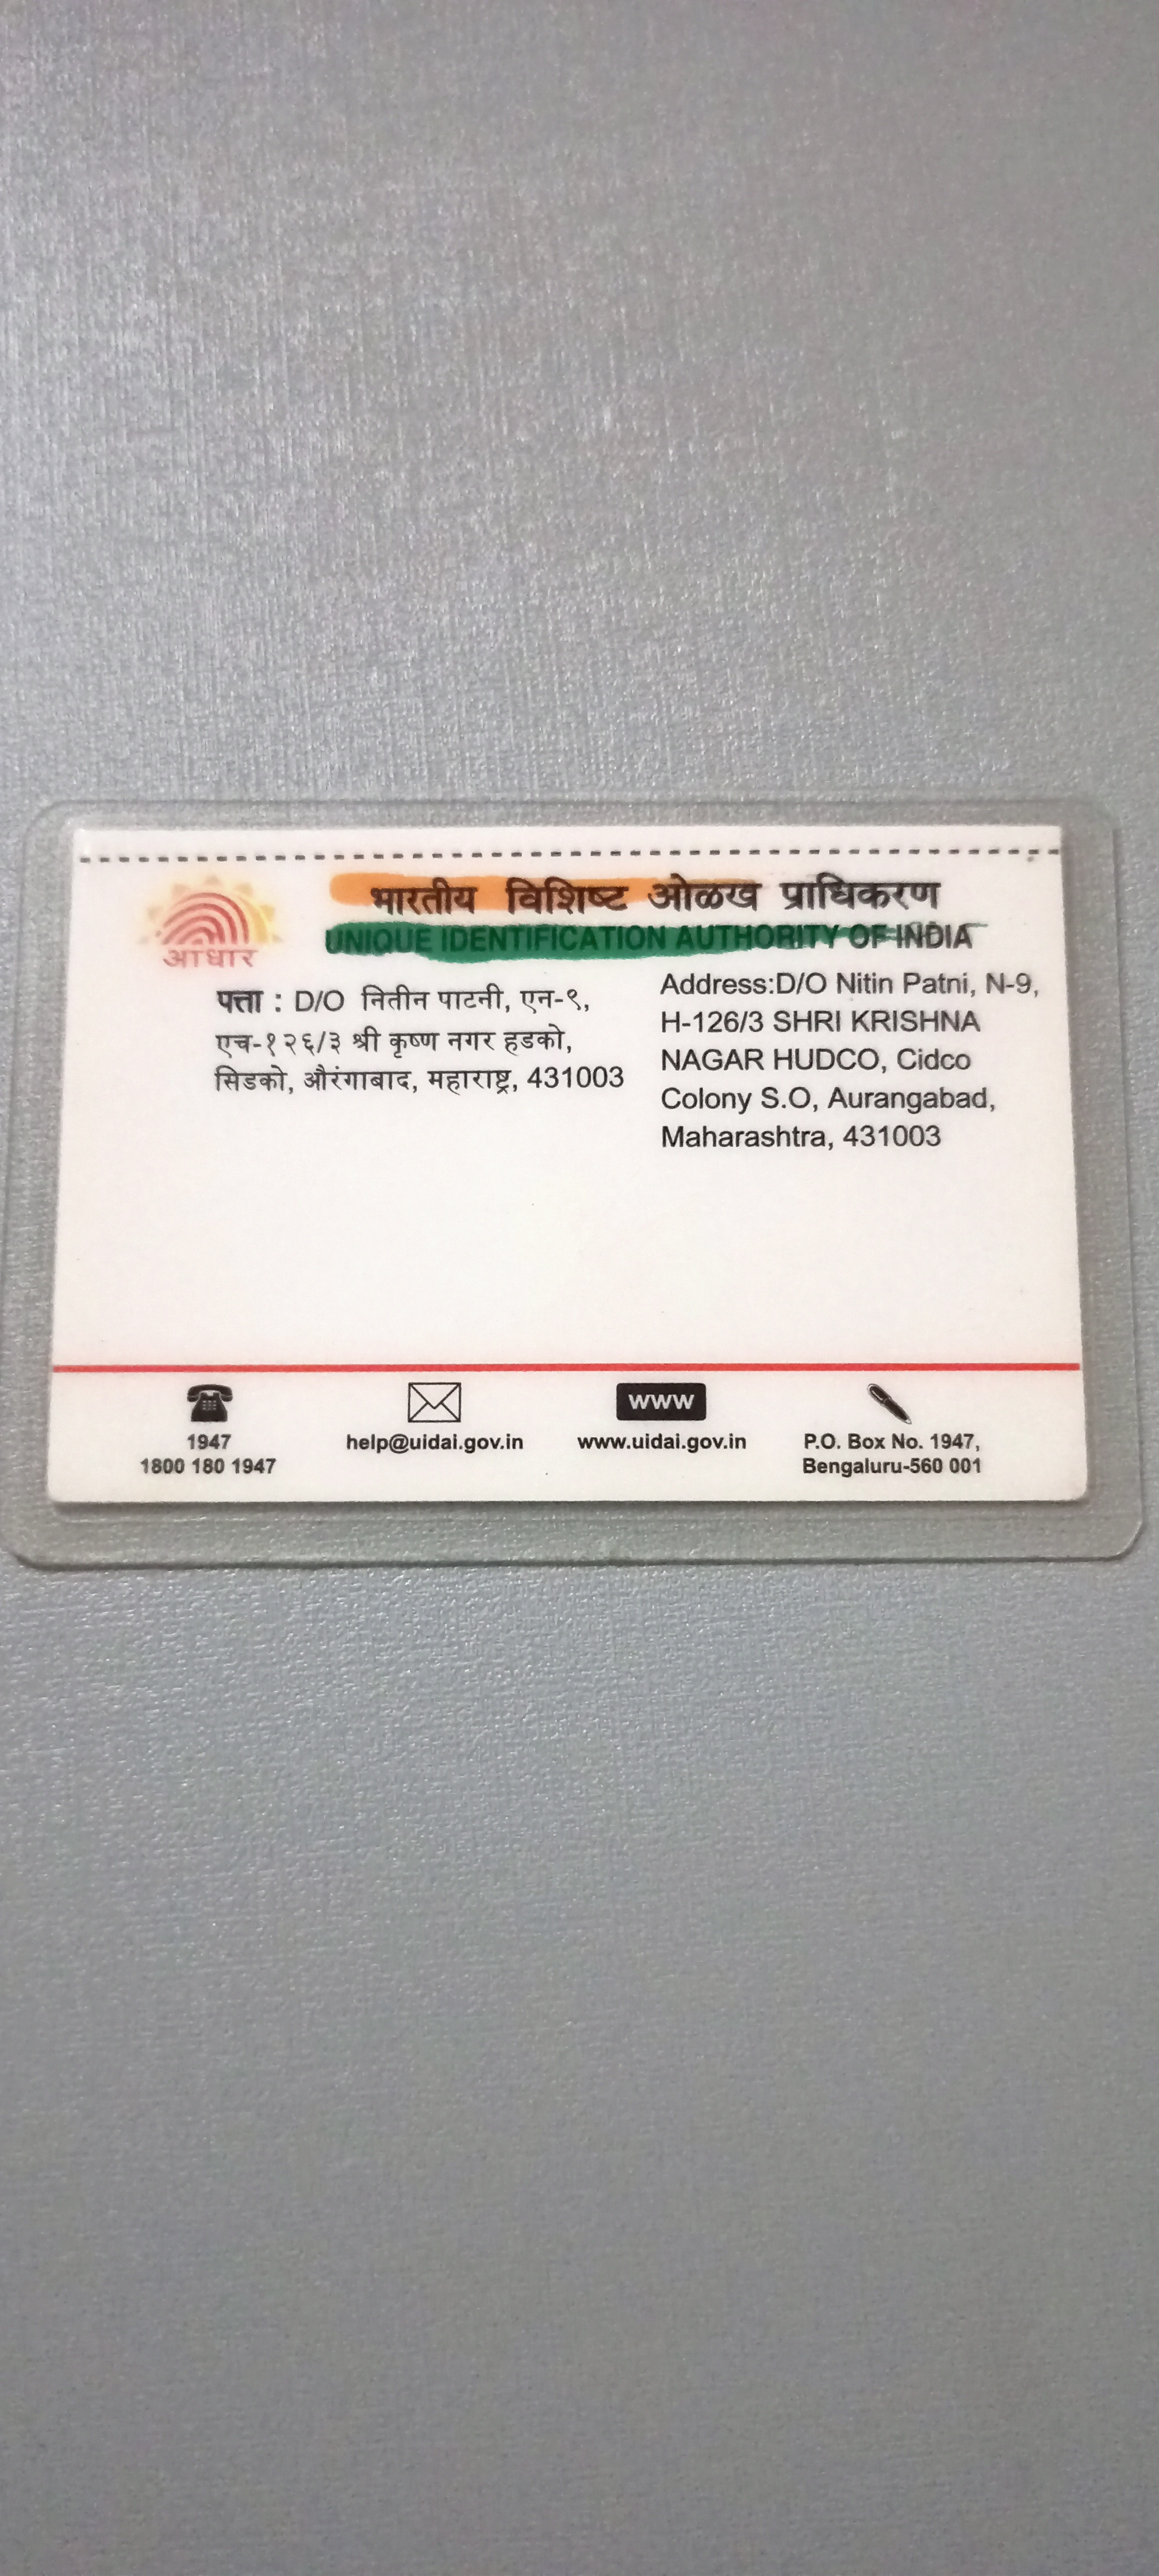 भारतीय विशिष्ट ओळख प्राधिकरण
UNIQUE IDENTIFICATION AUTHORITY OF INDIA
आधार
पत्ता : D/O नितीन पाटनी, एन-९,
एच-१२६/३ श्री कृष्ण नगर हडको,
सिडको, औरंगाबाद, महाराष्ट्र, 431003
Address:D/O Nitin Patni, N-9,
H-126/3 SHRI KRISHNA
NAGAR HUDCO, Cidco
Colony S.O, Aurangabad,
Maharashtra, 431003
1947
1800 180 1947
help@uidai.gov.in
WWW
www.uidai.gov.in
P.O. Box No. 1947,
Bengaluru-560 001